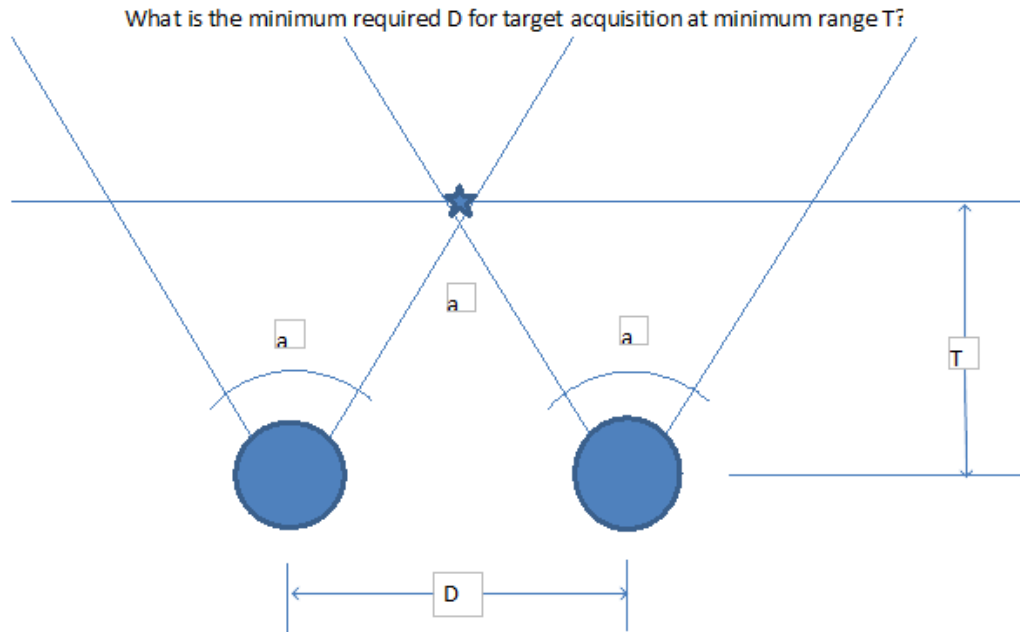 What is the minimum required D for target acquisition at minimum range T?
a
a
a
T
D